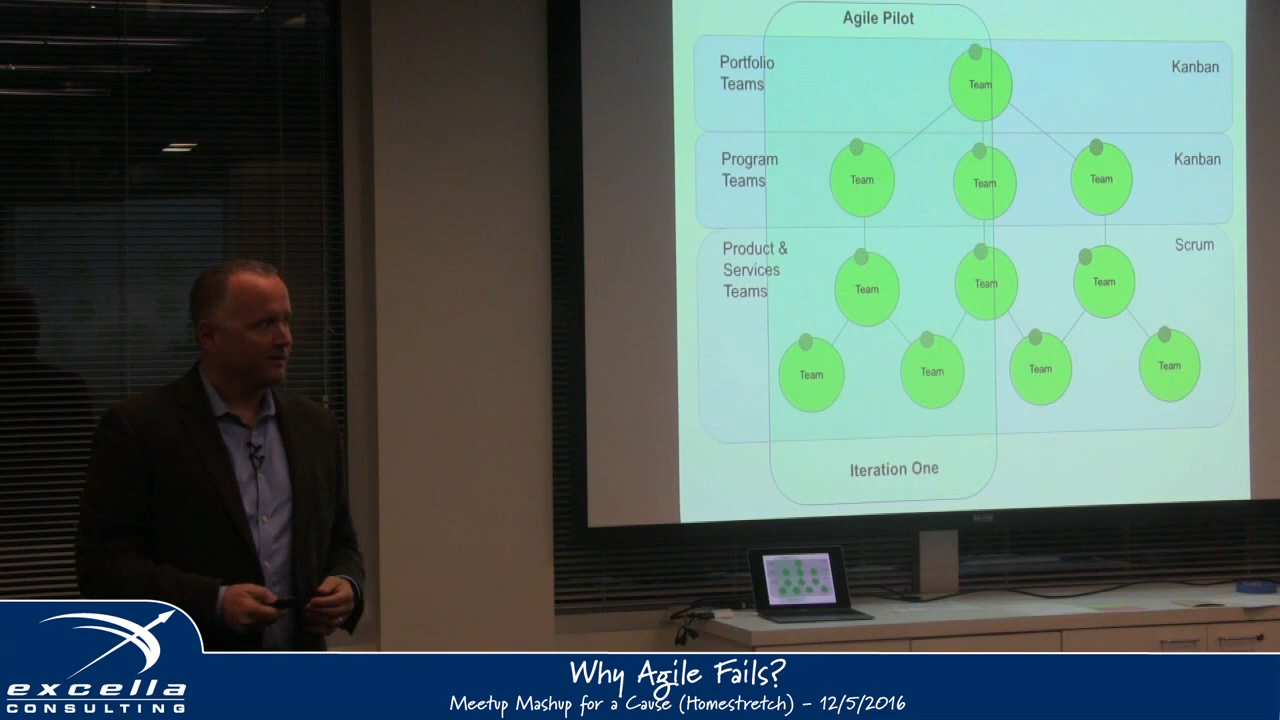 Agile Pilot
Portfolio
Teams
Team
Kanban
Program
Teams
Team
Team
Team
Kanban
Product &
Services
Teams
Team
Team
Team
Scrum
Team
Team
Team
Team
Iteration One
excella
CONSULTING
Why Agile Fails?
Meetup Mashup for a Cause (Homestretch) - 12/5/2016